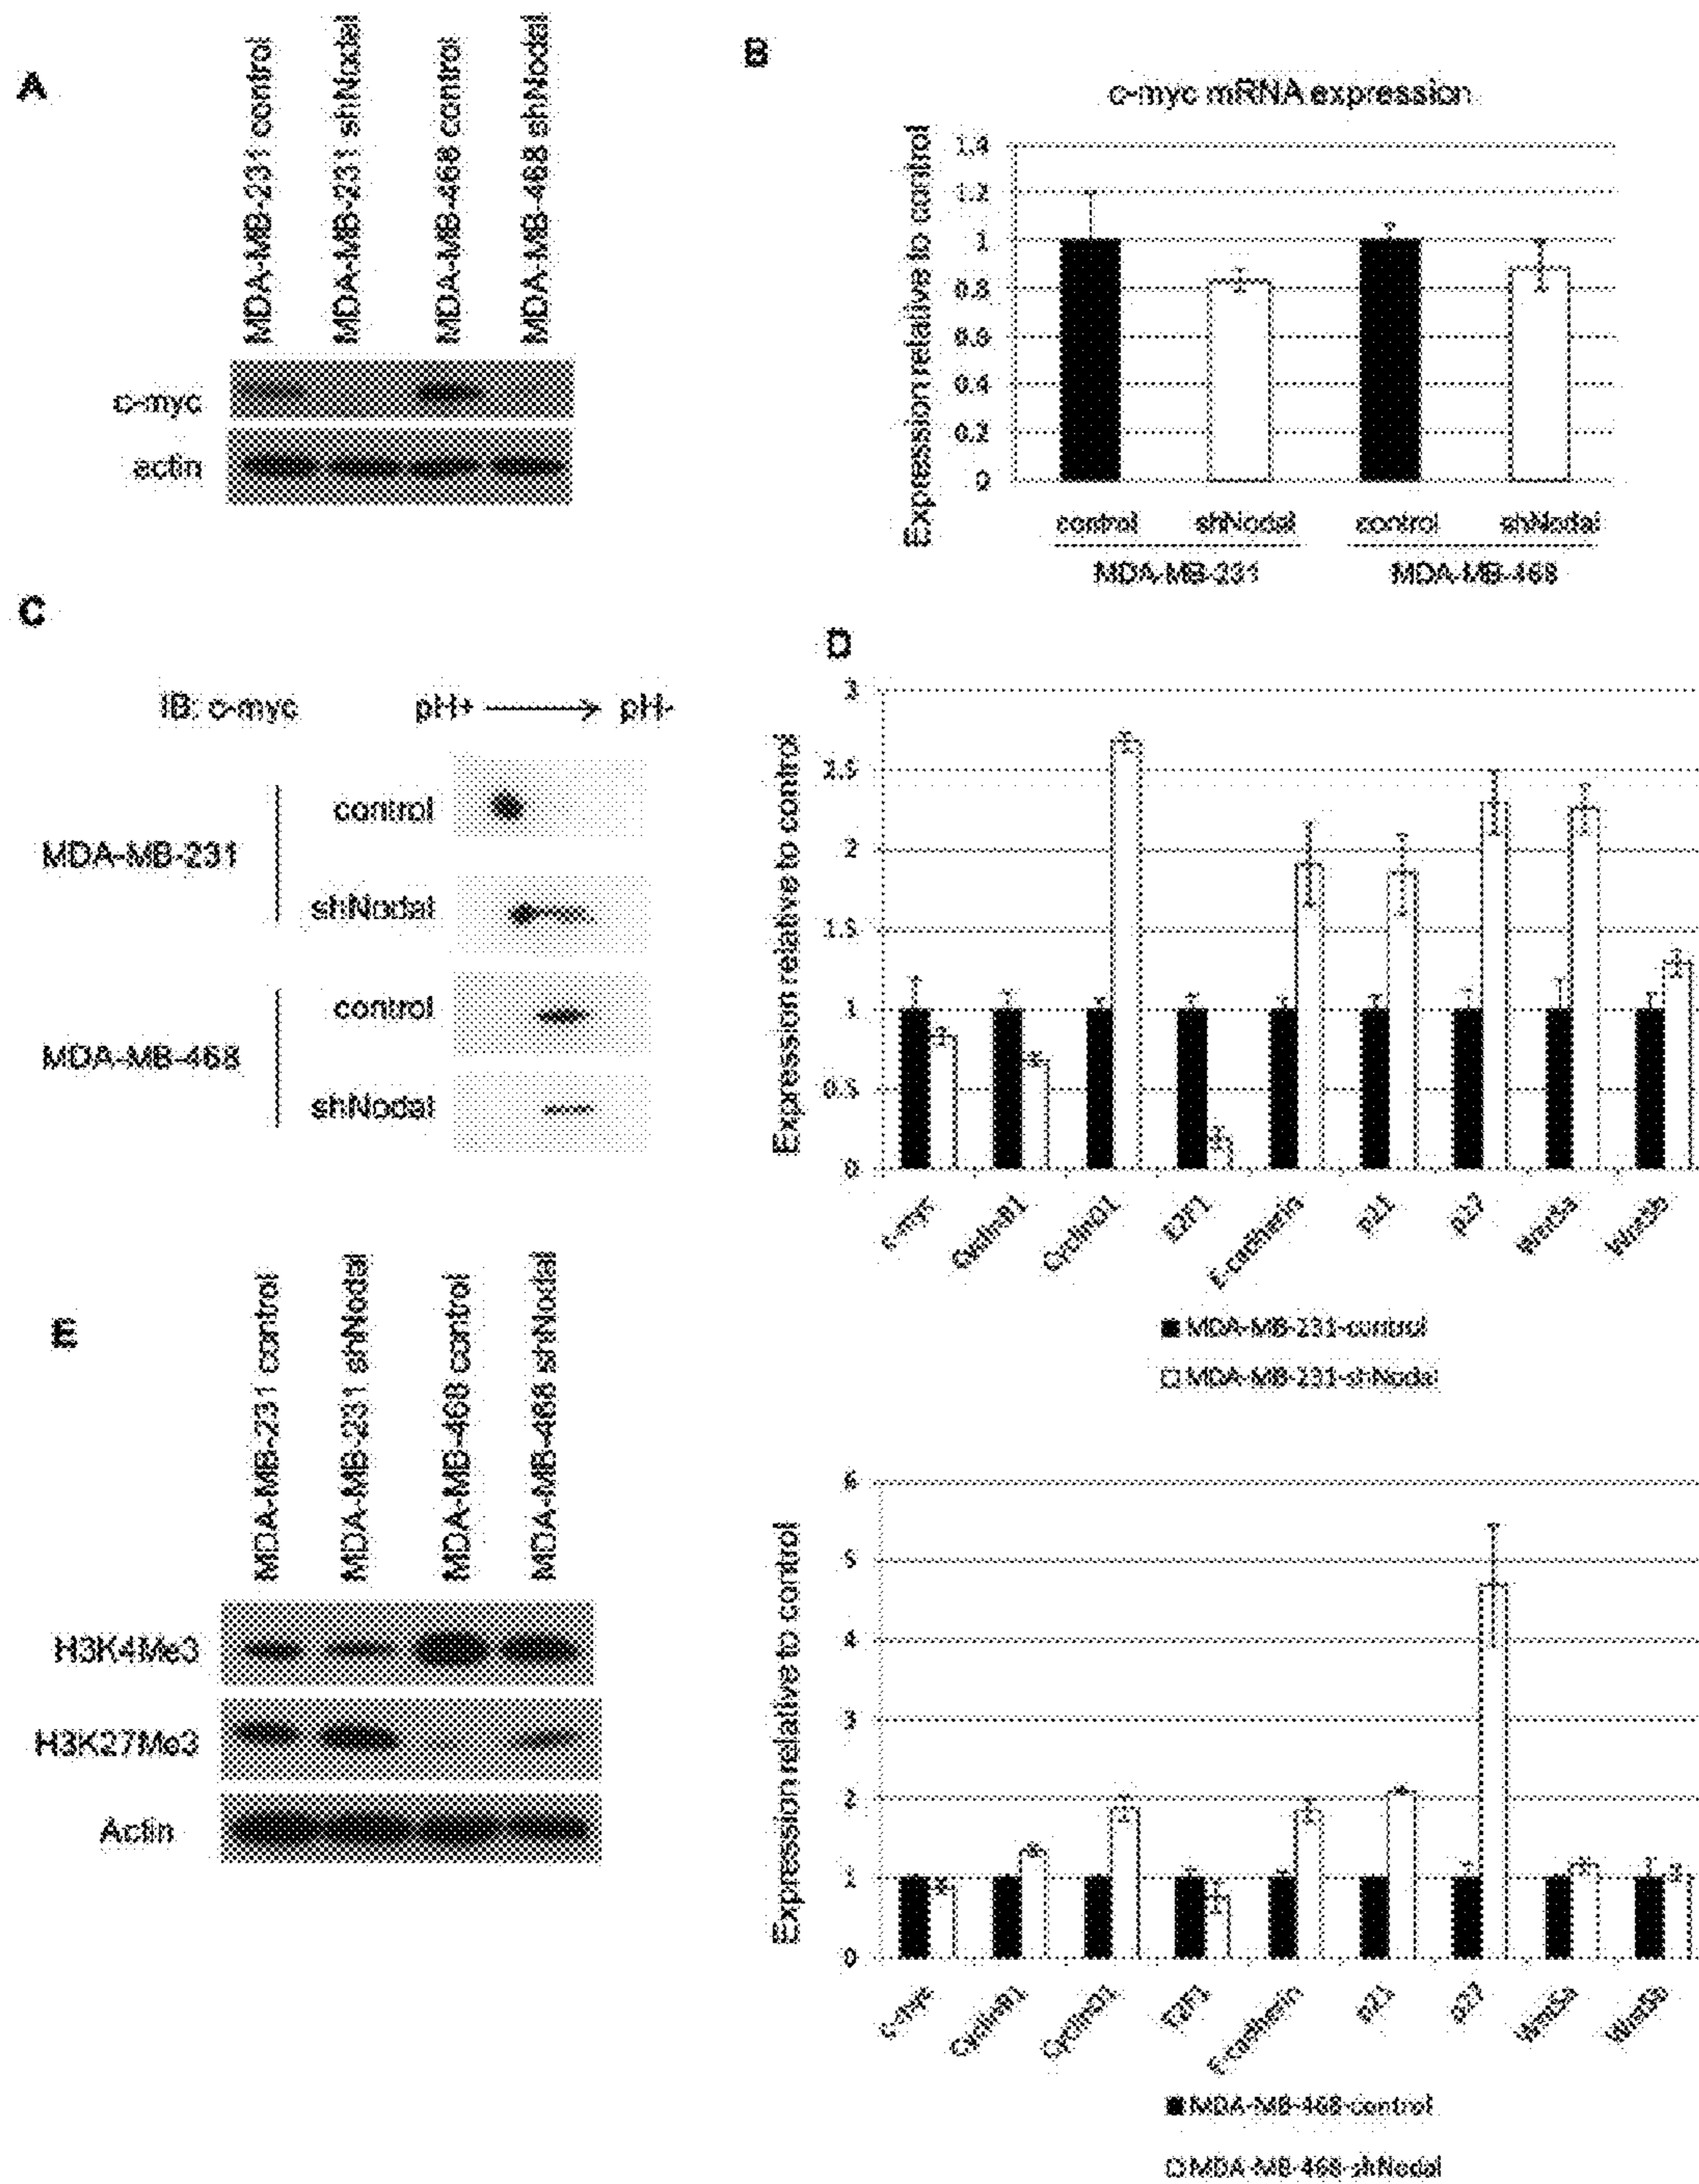 A
MDA-MB-231 control
MDA-MB-231 shNodal
MDA-MB-468 control
MDA-MB-468 shNodal
c-myc
actin
B
c-myc mRNA expression
Expression relative to control
1.4
1.2
1
0.8
0.6
0.4
0.2
0
control shNodal control shNodal
MDA-MB-231 MDA-MB-468
C
IB: c-myc pH+ → pH-
MDA-MB-231
control
shNodal
MDA-MB-468
control
shNodal
D
Expression relative to control
3
2.5
2
1.5
1
0.5
0
c-myc CyclinB1 CyclinD1 E2F1 E-cadherin p21 p27 Wnt5a Wnt5b
MDA-MB-231-control
MDA-MB-231-shNodal
E
MDA-MB-231 control
MDA-MB-231 shNodal
MDA-MB-468 control
MDA-MB-468 shNodal
H3K4Me3
H3K27Me3
Actin
Expression relative to control
6
5
4
3
2
1
0
c-myc CyclinB1 CyclinD1 E2F1 E-cadherin p21 p27 Wnt5a Wnt5b
MDA-MB-468-control
MDA-MB-468-shNodal